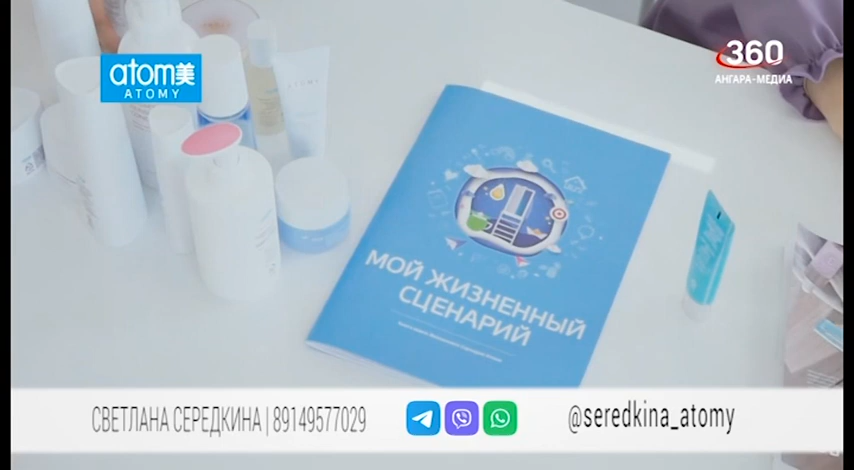 atom美
ATOMY
360
АНГАРА-МЕДИА
МОЙ ЖИЗНЕННЫЙ
СЦЕНАРИЙ
СВЕТЛАНА СЕРЕДКИНА | 89149577029
@seredkina_atomy